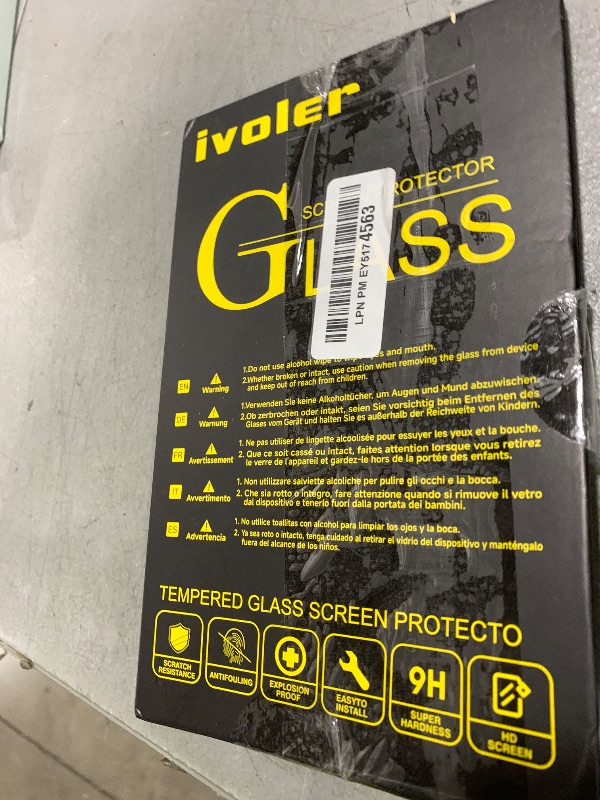 ivoler
SCREEN PROTECTOR
GLASS
LPN PM EY5174563
EN
Warning
1.Do not use alcohol wipe to wipe eyes and mouth.
2.Whether broken or intact, use caution when removing the glass from device
and keep out of reach from children.
DE
Warnung
1.Verwenden Sie keine Alkoholtücher, um Augen und Mund abzuwischen.
2.Ob zerbrochen oder intakt, seien Sie vorsichtig beim Entfernen des
Glases vom Gerät und halten Sie es außerhalb der Reichweite von Kindern.
FR
Avertissement
1. Ne pas utiliser de lingette alcoolisée pour essuyer les yeux et la bouche.
2. Que ce soit cassé ou intact, faites attention lorsque vous retirez
le verre de l'appareil et gardez-le hors de la portée des enfants.
IT
Avvertimento
1. Non utilizzare salviette alcoliche per pulire gli occhi e la bocca.
2. Che sia rotto o integro, fare attenzione quando si rimuove il vetro
dal dispositivo e tenerlo fuori dalla portata dei bambini.
ES
Advertencia
1. No utilice toallitas con alcohol para limpiar los ojos y la boca.
2. Ya sea roto o intacto, tenga cuidado al retirar el vidrio del dispositivo y manténgalo
fuera del alcance de los niños.
TEMPERED GLASS SCREEN PROTECTO
SCRATCH
RESISTANCE
ANTIFOULING
EXPLOSION
PROOF
EASYTO
INSTALL
9H
SUPER
HARDNESS
HD
SCREEN